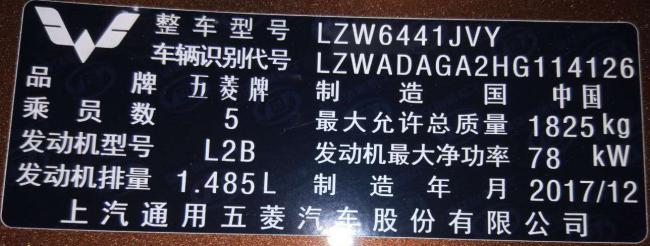 整车型号 LZW6441JVY
车辆识别代号 LZWADAGA2HG114126
品牌 五菱牌 制造国 中国
乘员数 5 最大允许总质量 1825kg
发动机型号 L2B 发动机最大净功率 78 kW
发动机排量 1.485L 制造年月 2017/12
上汽通用五菱汽车股份有限公司